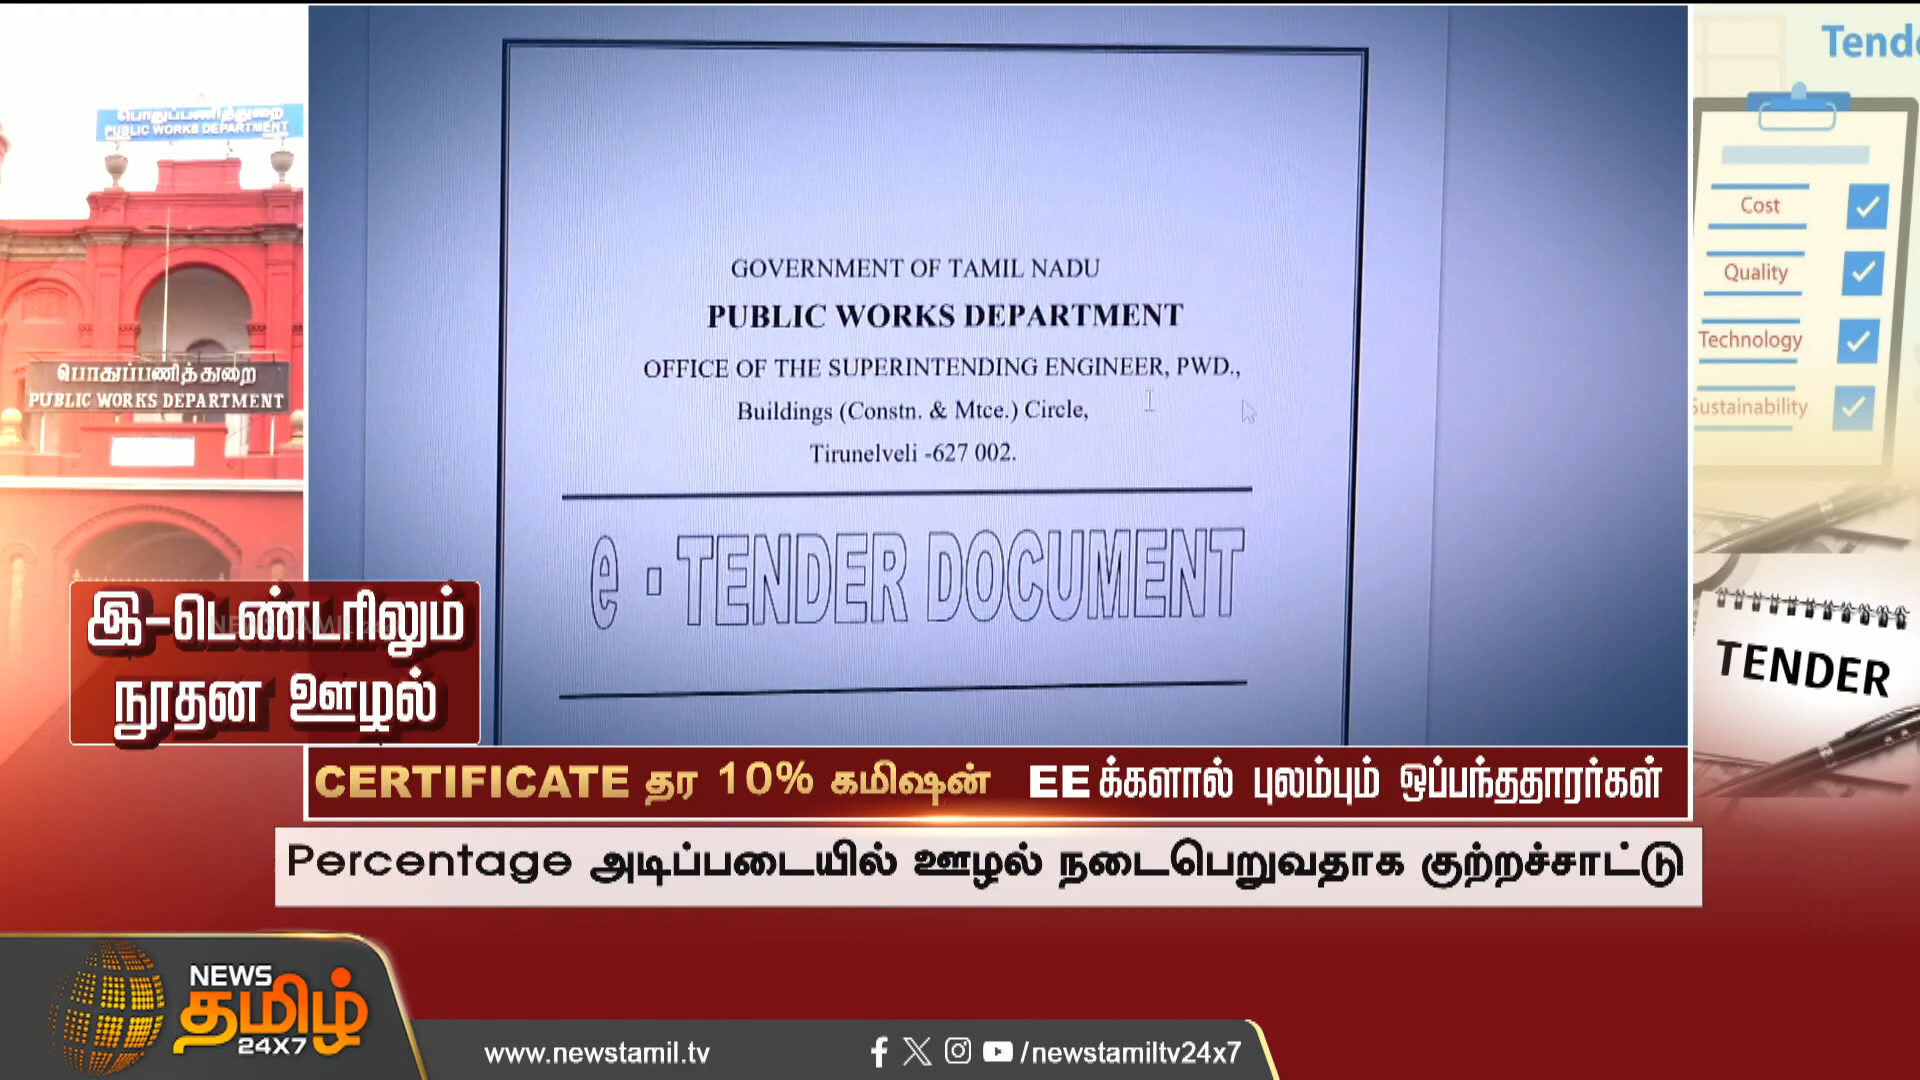 பொதுப்பணித்துறை
PUBLIC WORKS DEPARTMENT
பொதுப்பணித்துறை
PUBLIC WORKS DEPARTMENT
GOVERNMENT OF TAMIL NADU
PUBLIC WORKS DEPARTMENT
OFFICE OF THE SUPERINTENDING ENGINEER, PWD.,
Buildings (Constn. & Mtce.) Circle,
Tirunelveli -627 002.
e - TENDER DOCUMENT
Cost
Quality
Technology
Sustainability
TENDER
இ-டெண்டரிலும்
நூதன ஊழல்
CERTIFICATE தர 10% கமிஷன் EEக்களால் புலம்பும் ஒப்பந்ததாரர்கள்
Percentage அடிப்படையில் ஊழல் நடைபெறுவதாக குற்றச்சாட்டு
NEWS
தமிழ்
24X7
www.newstamil.tv
/newstamiltv24x7